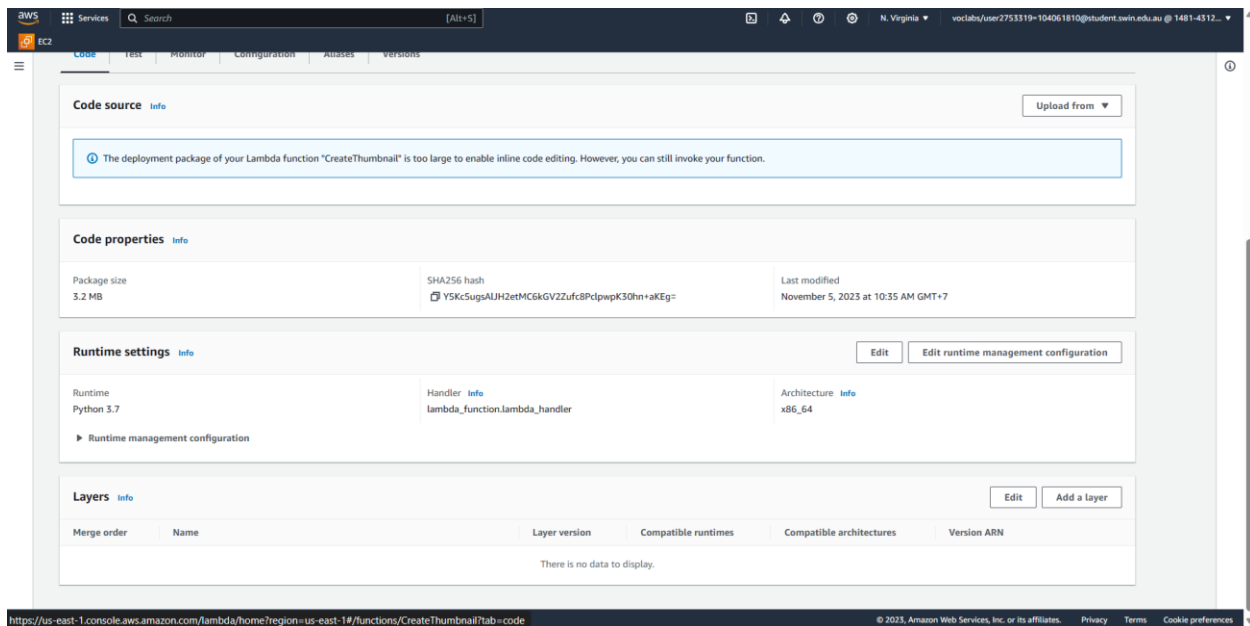 aws Services Search [Alt+S] N. Virginia ▼ voclabs/user2753319=104061810@student.swin.edu.au @ 1481-4312... ▼
EC2
Code Test Monitor Configuration Aliases Versions
Code source Info Upload from ▼
The deployment package of your Lambda function "CreateThumbnail" is too large to enable inline code editing. However, you can still invoke your function.
Code properties Info
Package size SHA256 hash Last modified
3.2 MB Y5Kc5ugsAlJH2etMC6kGV2Zufc8PclpwpK30hn+aKEg= November 5, 2023 at 10:35 AM GMT+7
Runtime settings Info Edit Edit runtime management configuration
Runtime Handler Info Architecture Info
Python 3.7 lambda_function.lambda_handler x86_64
▶ Runtime management configuration
Layers Info Edit Add a layer
Merge order Name Layer version Compatible runtimes Compatible architectures Version ARN
There is no data to display.
https://us-east-1.console.aws.amazon.com/lambda/home?region=us-east-1#/functions/CreateThumbnail?tab=code © 2023, Amazon Web Services, Inc. or its affiliates. Privacy Terms Cookie preferences